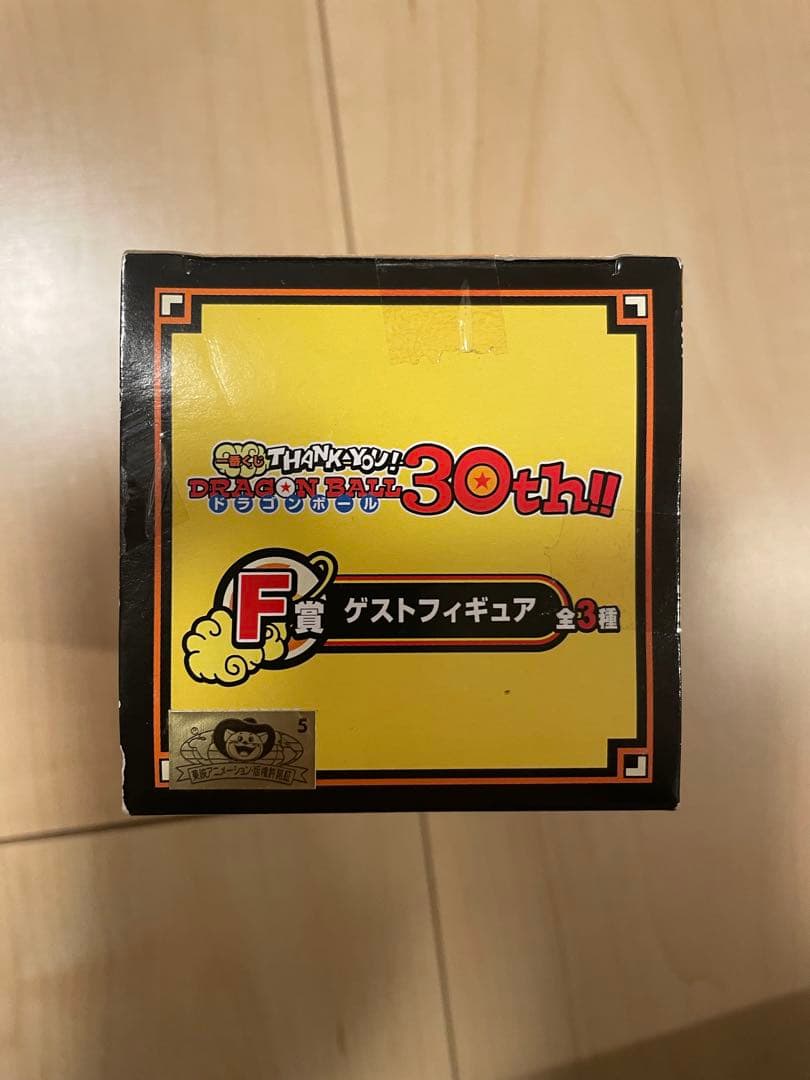 一番くじ THANK-YOU!
DRAGON BALL 30th!!
ドラゴンボール
F賞 ゲストフィギュア 全3種
5
東映アニメーション・版権許諾証